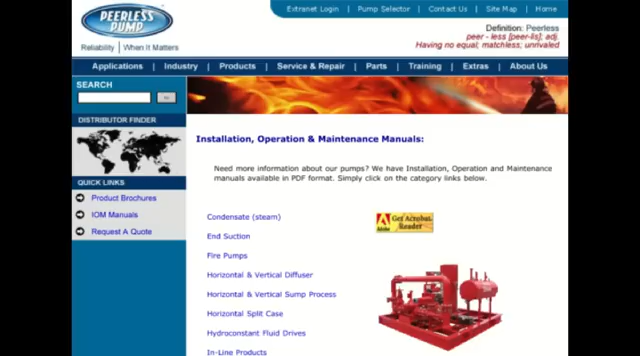 Extranet Login | Pump Selector | Contact Us | Site Map | Home
PEERLESS
PUMP
Reliability | When It Matters
Definition: Peerless
peer - less [peer-lis]; adj.
Having no equal; matchless; unrivaled
Applications | Industry | Products | Service & Repair | Parts | Training | Extras | About Us
SEARCH
DISTRIBUTOR FINDER
QUICK LINKS
Product Brochures
IOM Manuals
Request A Quote
Installation, Operation & Maintenance Manuals:
Need more information about our pumps? We have Installation, Operation and Maintenance
manuals available in PDF format. Simply click on the category links below.
Condensate (steam)
End Suction
Fire Pumps
Horizontal & Vertical Diffuser
Horizontal & Vertical Sump Process
Horizontal Split Case
Hydroconstant Fluid Drives
In-Line Products
Get Acrobat
Reader
Adobe